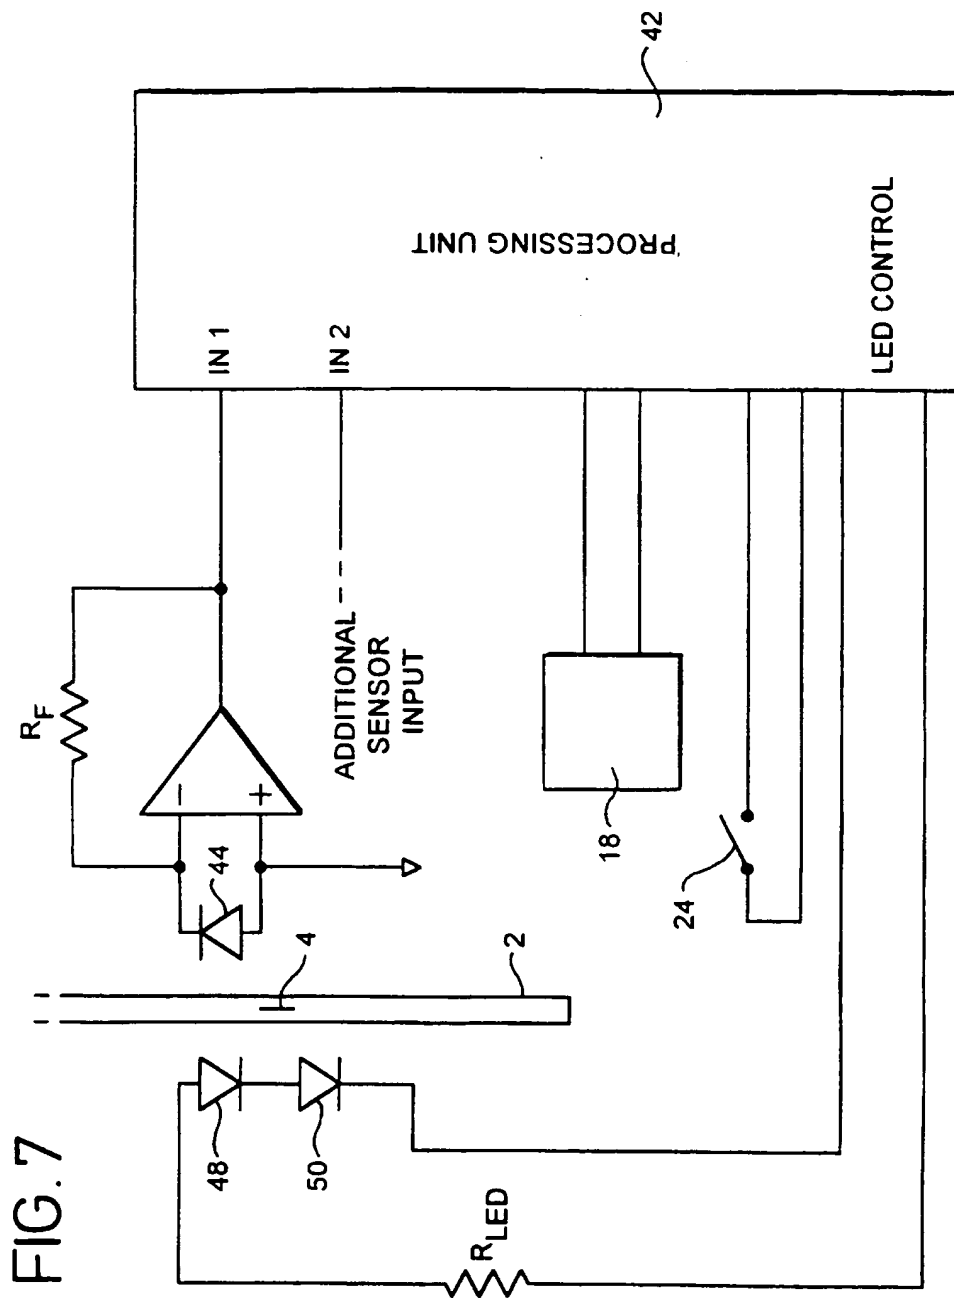 FIG. 7
42
PROCESSING UNIT
IN 1
IN 2
LED CONTROL
R_F
-
+
44
ADDITIONAL
SENSOR
INPUT
18
24
4
2
48
50
R_LED